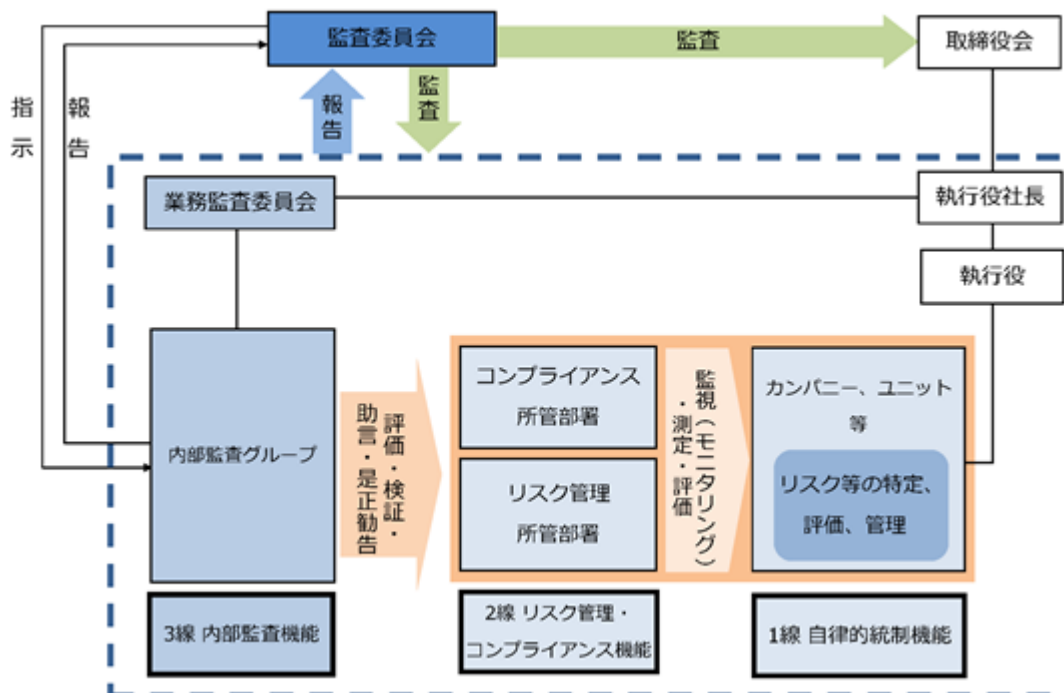 監査委員会
監査
取締役会
指示
報告
報告
監査
業務監査委員会
執行役社長
執行役
内部監査グループ
評価・検証・
助言・是正勧告
コンプライアンス
所管部署
リスク管理
所管部署
監視(モニタリング)
・測定・評価
カンパニー、ユニット
等
リスク等の特定、
評価、管理
3線 内部監査機能
2線 リスク管理・
コンプライアンス機能
1線 自律的統制機能